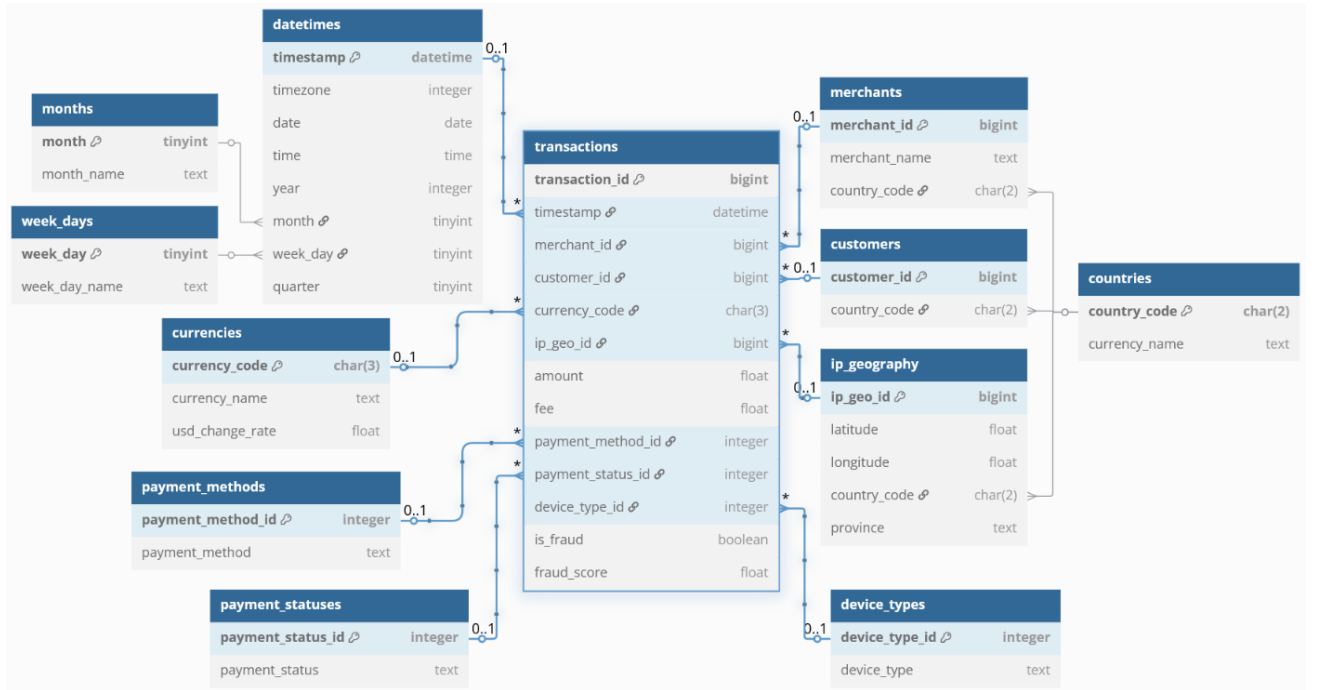 datetimes
timestamp datetime
timezone integer
date date
time time
year integer
month tinyint
week_day tinyint
quarter tinyint
months
month tinyint
month_name text
week_days
week_day tinyint
week_day_name text
currencies
currency_code char(3)
currency_name text
usd_change_rate float
payment_methods
payment_method_id integer
payment_method text
payment_statuses
payment_status_id integer
payment_status text
0..1
*
*
0..1
*
0..1
*
0..1
transactions
transaction_id bigint
timestamp datetime
merchant_id bigint
customer_id bigint
currency_code char(3)
ip_geo_id bigint
amount float
fee float
payment_method_id integer
payment_status_id integer
device_type_id integer
is_fraud boolean
fraud_score float
0..1
*
* 0..1
*
0..1
*
0..1
merchants
merchant_id bigint
merchant_name text
country_code char(2)
customers
customer_id bigint
country_code char(2)
ip_geography
ip_geo_id bigint
latitude float
longitude float
country_code char(2)
province text
device_types
device_type_id integer
device_type text
countries
country_code char(2)
currency_name text